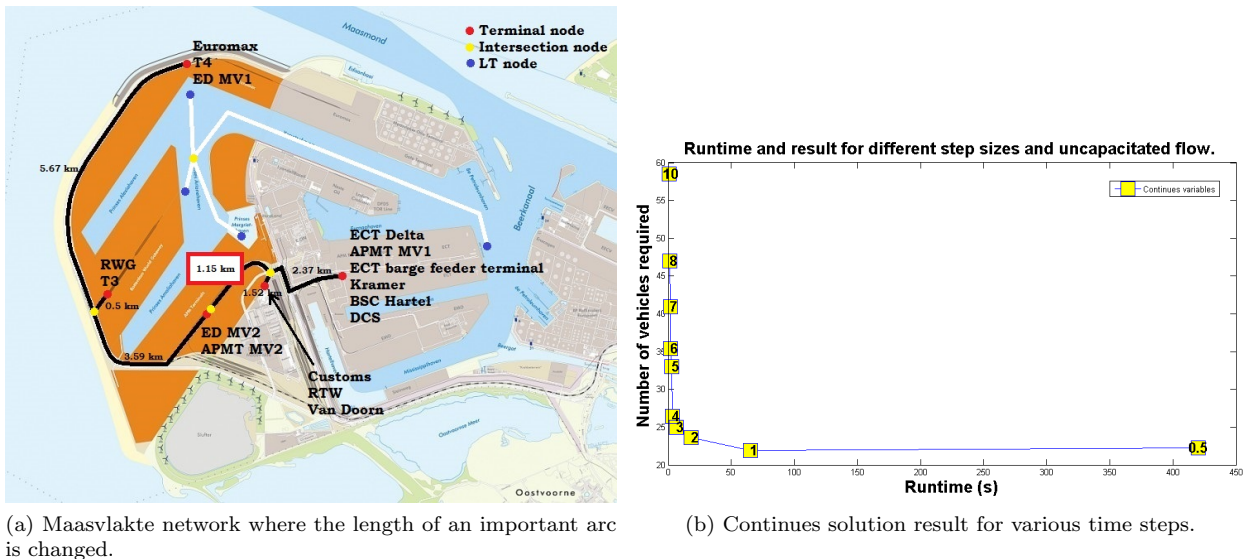 Maasmond
Terminal node
Intersection node
LT node
Euromax
T4
ED MV1
5.67 km
Beerkanaal
ECT Delta
APMT MV1
ECT barge feeder terminal
Kramer
BSC Hartel
DCS
RWG
T3
1.15 km
2.37 km
0.5 km
1.52 km
ED MV2
APMT MV2
3.59 km
Customs
RTW
Van Doorn
Oostvoornse Meer
Oostvoorne
(a) Maasvlakte network where the length of an important arc
is changed.
Runtime and result for different step sizes and uncapacitated flow.
Number of vehicles required
60
55
50
45
40
35
30
25
20
10
8
7
6
5
4
3
2
1
0.5
Continues variables
0
50
100
150
200
250
300
350
400
450
Runtime (s)
(b) Continues solution result for various time steps.